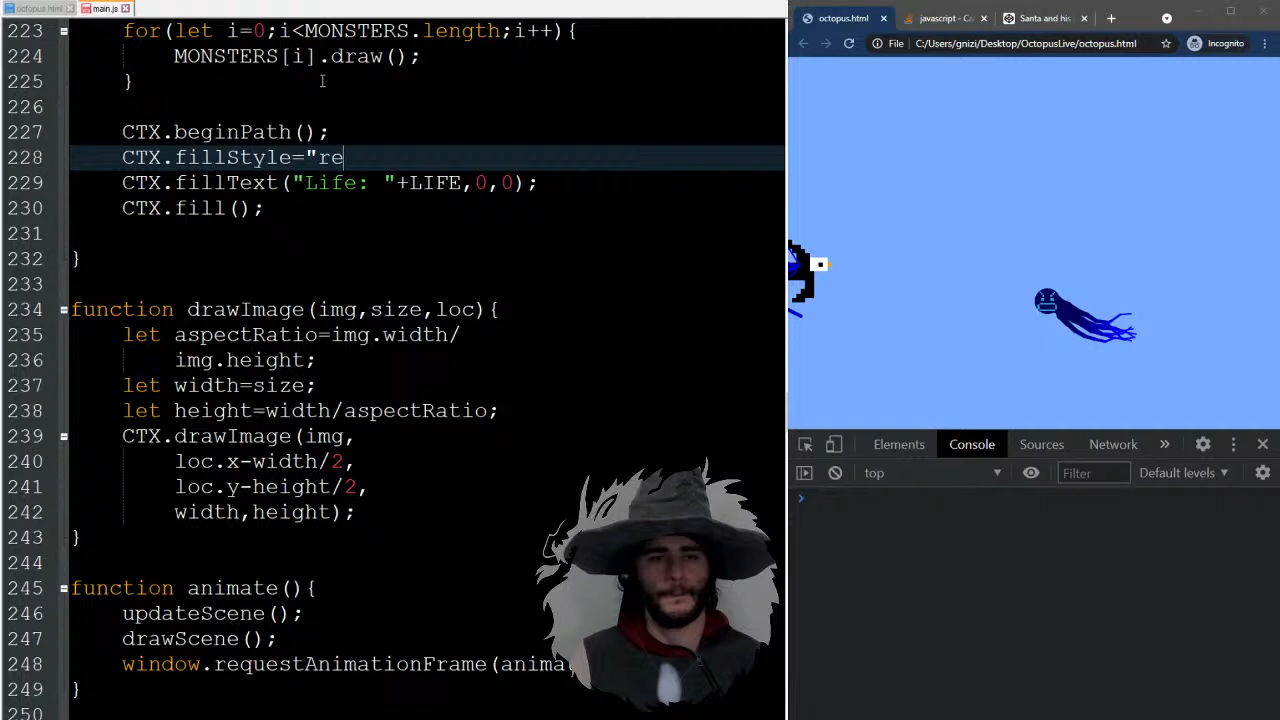 octopus.html
main.js
octopus.html
javascript - Ca
Santa and his
File
C:/Users/gnizi/Desktop/OctopusLive/octopus.html
Incognito
223 for(let i=0;i<MONSTERS.length;i++){
224 MONSTERS[i].draw();
225 }
226
227 CTX.beginPath();
228 CTX.fillStyle="re
229 CTX.fillText("Life: "+LIFE,0,0);
230 CTX.fill();
231
232 }
233
234 function drawImage(img,size,loc){
235 let aspectRatio=img.width/
236 img.height;
237 let width=size;
238 let height=width/aspectRatio;
239 CTX.drawImage(img,
240 loc.x-width/2,
241 loc.y-height/2,
242 width,height);
243 }
244
245 function animate(){
246 updateScene();
247 drawScene();
248 window.requestAnimationFrame(anima
249 }
250
Elements
Console
Sources
Network
top
Filter
Default levels